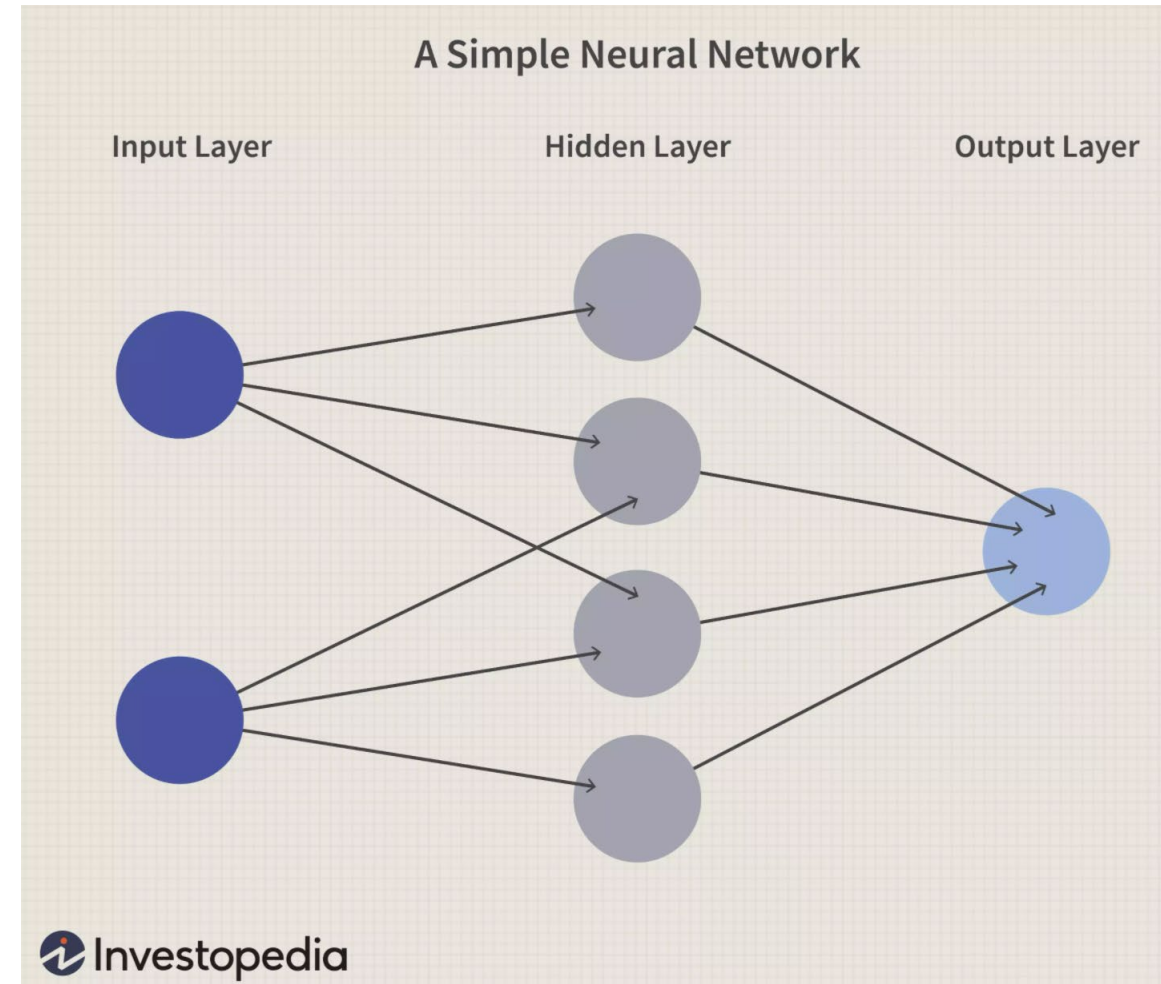 A Simple Neural Network
Input Layer Hidden Layer Output Layer
Investopedia